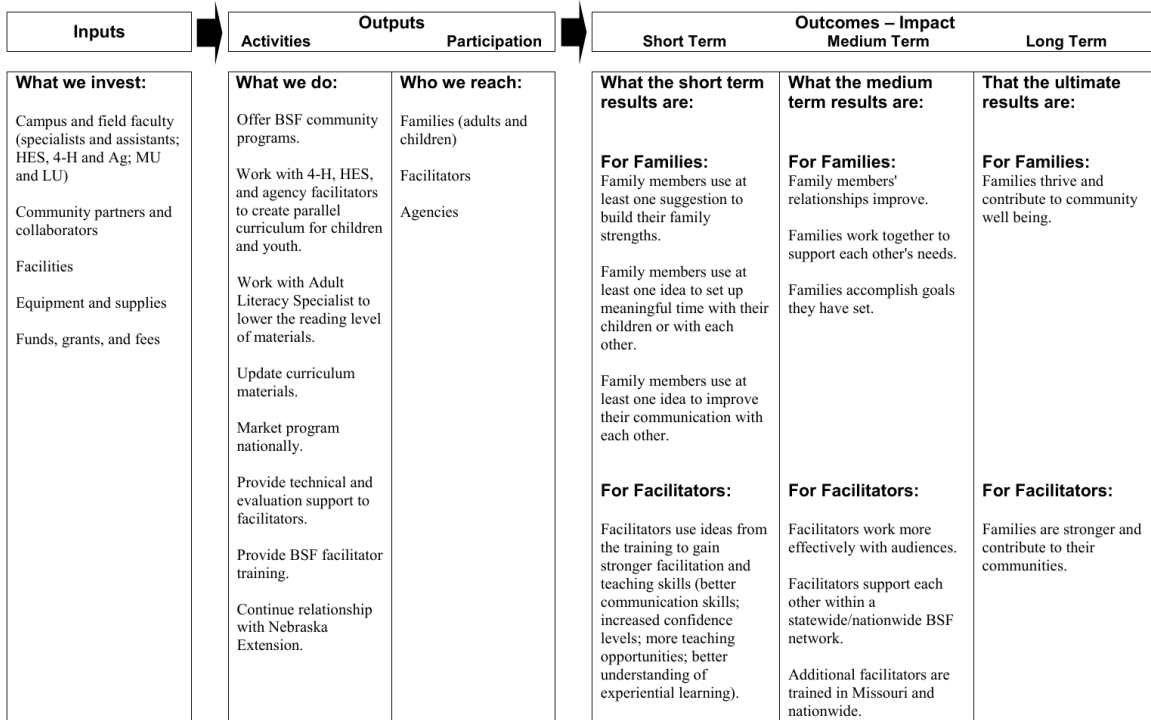 Inputs
Outputs
Activities Participation
Outcomes – Impact
Short Term Medium Term Long Term
What we invest:
Campus and field faculty
(specialists and assistants;
HES, 4-H and Ag; MU
and LU)
Community partners and
collaborators
Facilities
Equipment and supplies
Funds, grants, and fees
What we do:
Offer BSF community
programs.
Work with 4-H, HES,
and agency facilitators
to create parallel
curriculum for children
and youth.
Work with Adult
Literacy Specialist to
lower the reading level
of materials.
Update curriculum
materials.
Market program
nationally.
Provide technical and
evaluation support to
facilitators.
Provide BSF facilitator
training.
Continue relationship
with Nebraska
Extension.
Who we reach:
Families (adults and
children)
Facilitators
Agencies
What the short term
results are:
For Families:
Family members use at
least one suggestion to
build their family
strengths.
Family members use at
least one idea to set up
meaningful time with their
children or with each
other.
Family members use at
least one idea to improve
their communication with
each other.
For Facilitators:
Facilitators use ideas from
the training to gain
stronger facilitation and
teaching skills (better
communication skills;
increased confidence
levels; more teaching
opportunities; better
understanding of
experiential learning).
What the medium
term results are:
For Families:
Family members'
relationships improve.
Families work together to
support each other's needs.
Families accomplish goals
they have set.
For Facilitators:
Facilitators work more
effectively with audiences.
Facilitators support each
other within a
statewide/nationwide BSF
network.
Additional facilitators are
trained in Missouri and
nationwide.
That the ultimate
results are:
For Families:
Families thrive and
contribute to community
well being.
For Facilitators:
Families are stronger and
contribute to their
communities.